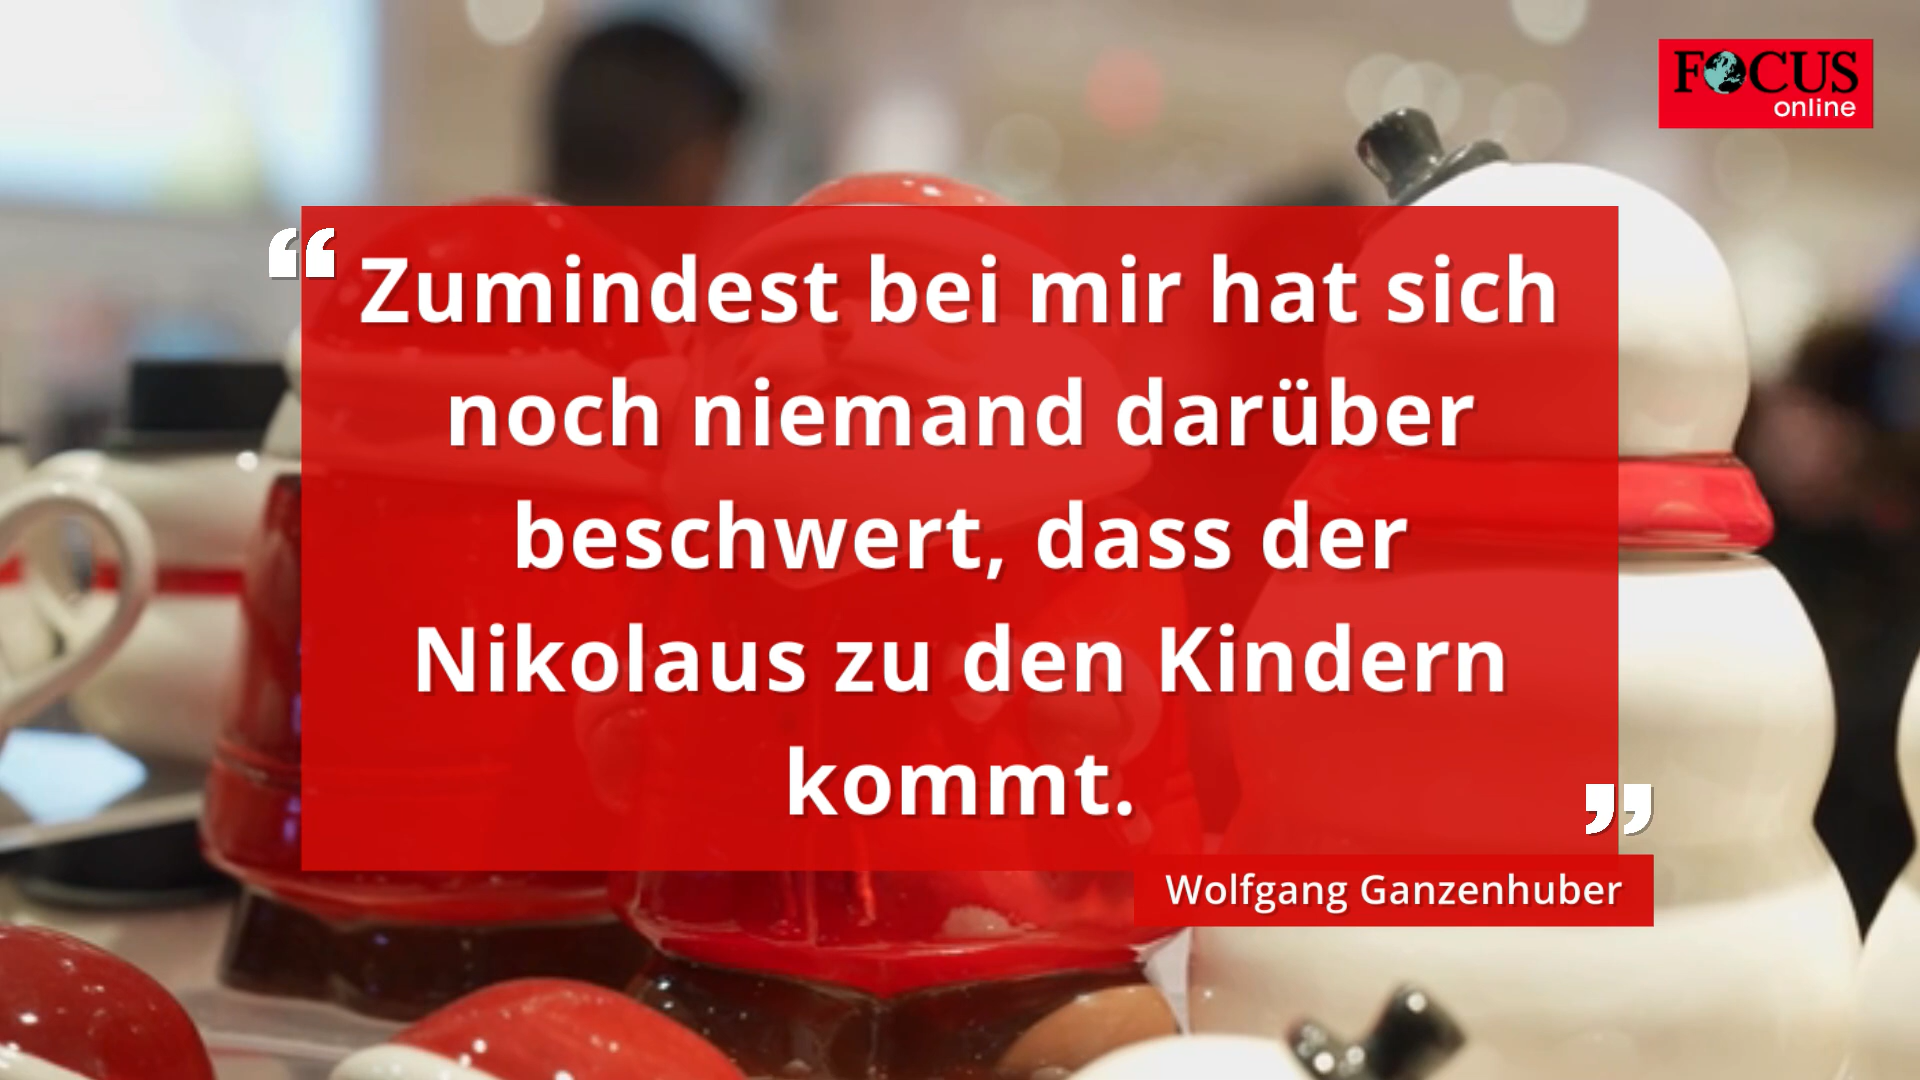 FOCUS
online
“ Zumindest bei mir hat sich
noch niemand darüber
beschwert, dass der
Nikolaus zu den Kindern
kommt. ”
Wolfgang Ganzenhuber